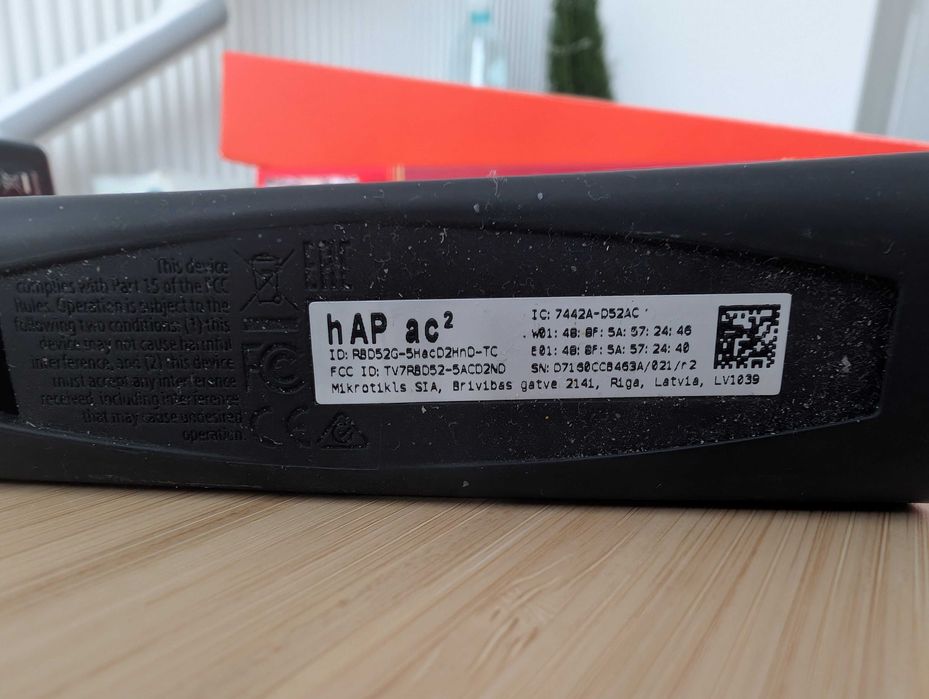 This device
complies with Part 15 of the FCC
Rules. Operation is subject to the
following two conditions: (1) this
device may not cause harmful
interference, and (2) this device
must accept any interference
received, including interference
that may cause undesired
operation.
EAC
FC
CE
hAP ac²
ID: RBD52G-5HacD2HnD-TC
FCC ID: TV7RBD52-5ACD2ND
IC: 7442A-D52AC
W01: 48: 8F: 5A: 57: 24: 46
E01: 48: 8F: 5A: 57: 24: 40
SN: D7160CC8463A/021/r2
Mikrotikls SIA, Brivibas gatve 2141, Riga, Latvia, LV1039